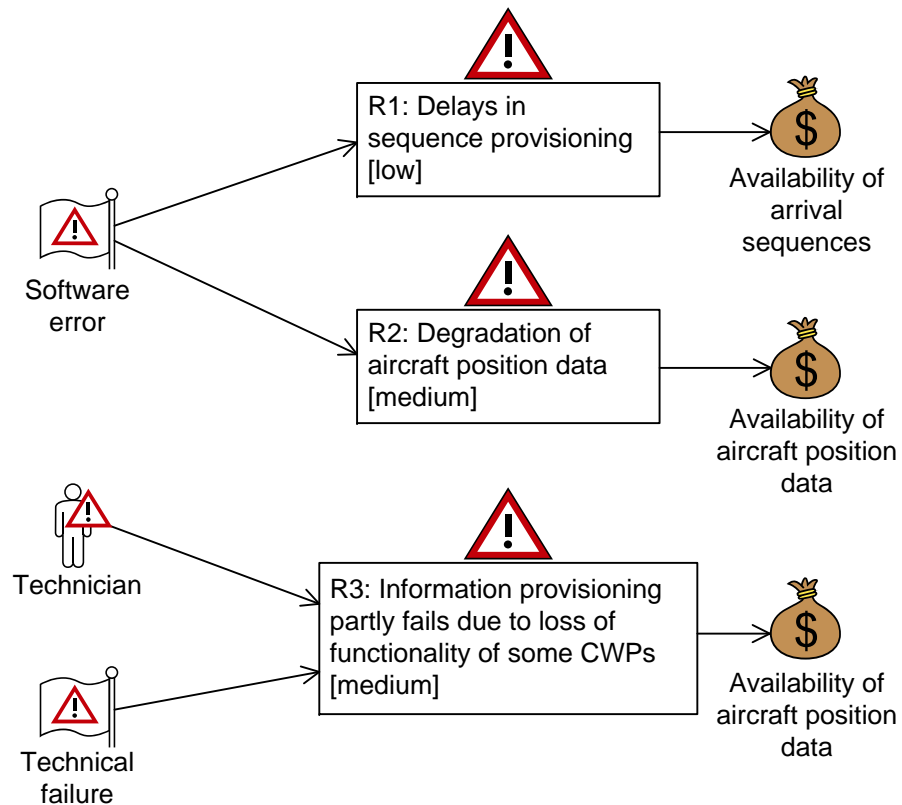 R1: Delays in
sequence provisioning
[low]
$
Availability of
arrival
sequences
Software
error
R2: Degradation of
aircraft position data
[medium]
$
Availability of
aircraft position
data
Technician
R3: Information provisioning
partly fails due to loss of
functionality of some CWPs
[medium]
$
Availability of
aircraft position
data
Technical
failure